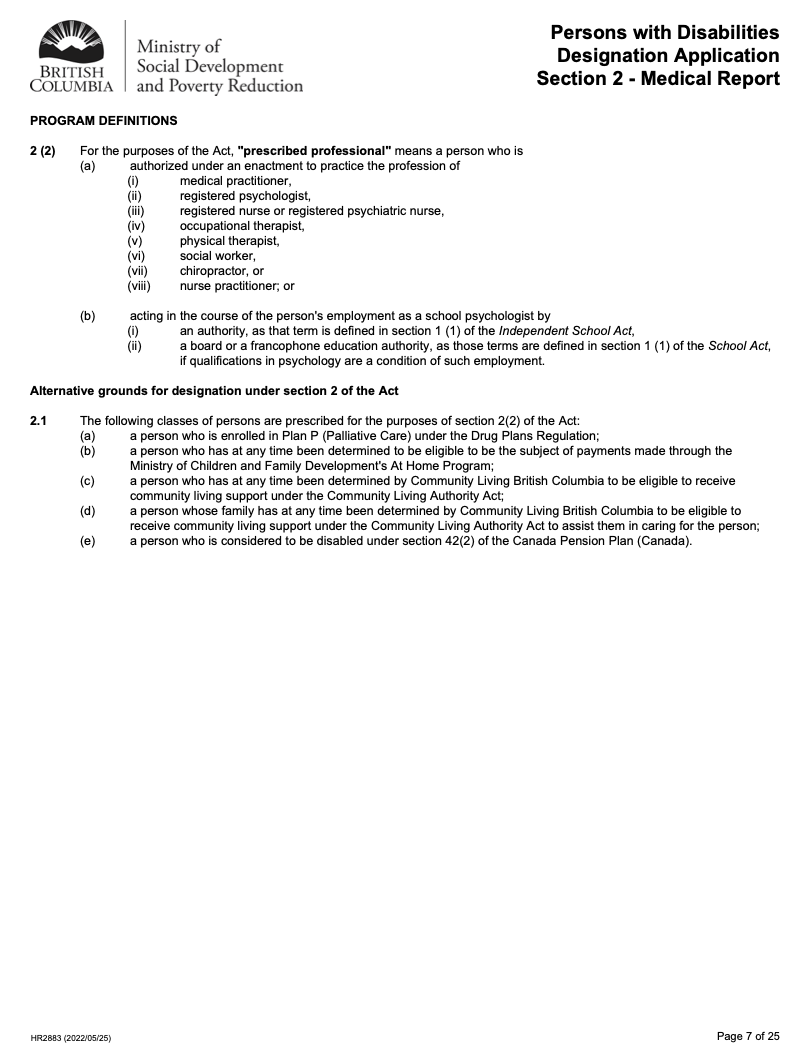 BRITISH
COLUMBIA
Ministry of
Social Development
and Poverty Reduction
Persons with Disabilities
Designation Application
Section 2 - Medical Report
PROGRAM DEFINITIONS
2 (2) For the purposes of the Act, "prescribed professional" means a person who is
(a) authorized under an enactment to practice the profession of
(i) medical practitioner,
(ii) registered psychologist,
(iii) registered nurse or registered psychiatric nurse,
(iv) occupational therapist,
(v) physical therapist,
(vi) social worker,
(vii) chiropractor, or
(viii) nurse practitioner; or
(b) acting in the course of the person's employment as a school psychologist by
(i) an authority, as that term is defined in section 1 (1) of the Independent School Act,
(ii) a board or a francophone education authority, as those terms are defined in section 1 (1) of the School Act,
if qualifications in psychology are a condition of such employment.
Alternative grounds for designation under section 2 of the Act
2.1 The following classes of persons are prescribed for the purposes of section 2(2) of the Act:
(a) a person who is enrolled in Plan P (Palliative Care) under the Drug Plans Regulation;
(b) a person who has at any time been determined to be eligible to be the subject of payments made through the
Ministry of Children and Family Development's At Home Program;
(c) a person who has at any time been determined by Community Living British Columbia to be eligible to receive
community living support under the Community Living Authority Act;
(d) a person whose family has at any time been determined by Community Living British Columbia to be eligible to
receive community living support under the Community Living Authority Act to assist them in caring for the person;
(e) a person who is considered to be disabled under section 42(2) of the Canada Pension Plan (Canada).
HR2883 (2022/05/25)
Page 7 of 25